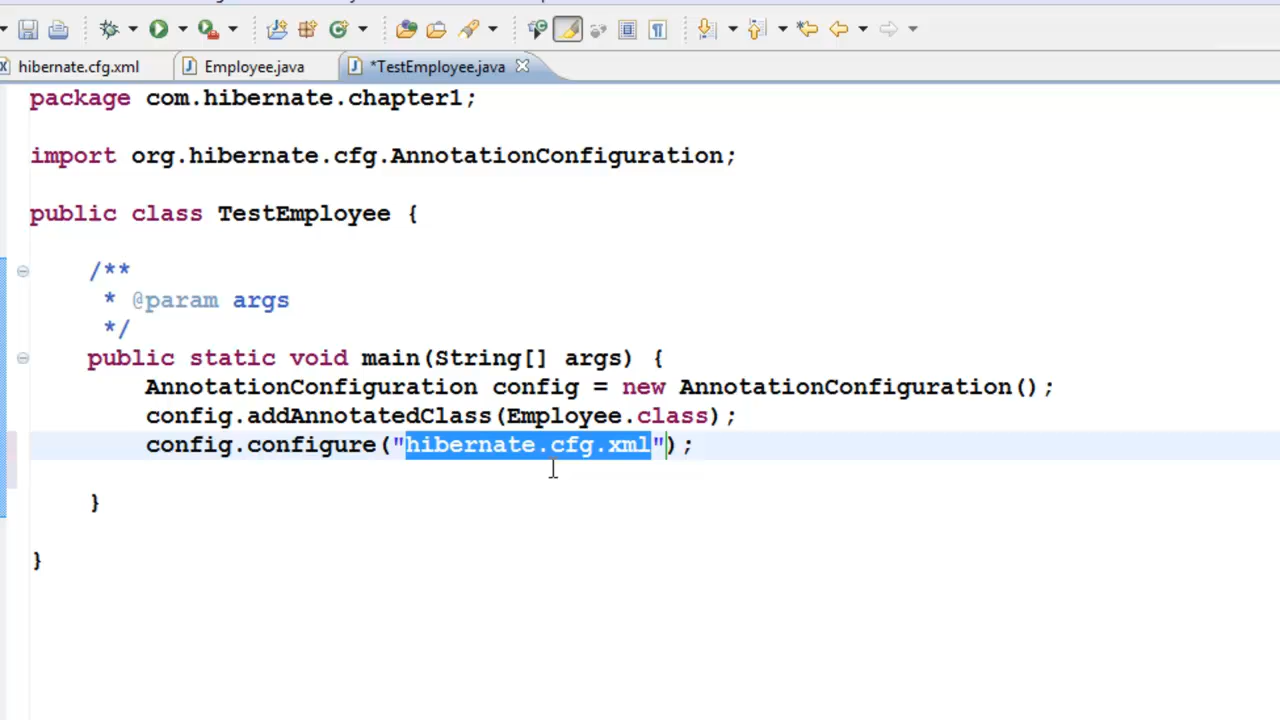 hibernate.cfg.xml Employee.java *TestEmployee.java
package com.hibernate.chapter1;
import org.hibernate.cfg.AnnotationConfiguration;
public class TestEmployee {
/**
* @param args
*/
public static void main(String[] args) {
AnnotationConfiguration config = new AnnotationConfiguration();
config.addAnnotatedClass(Employee.class);
config.configure("hibernate.cfg.xml");
}
}